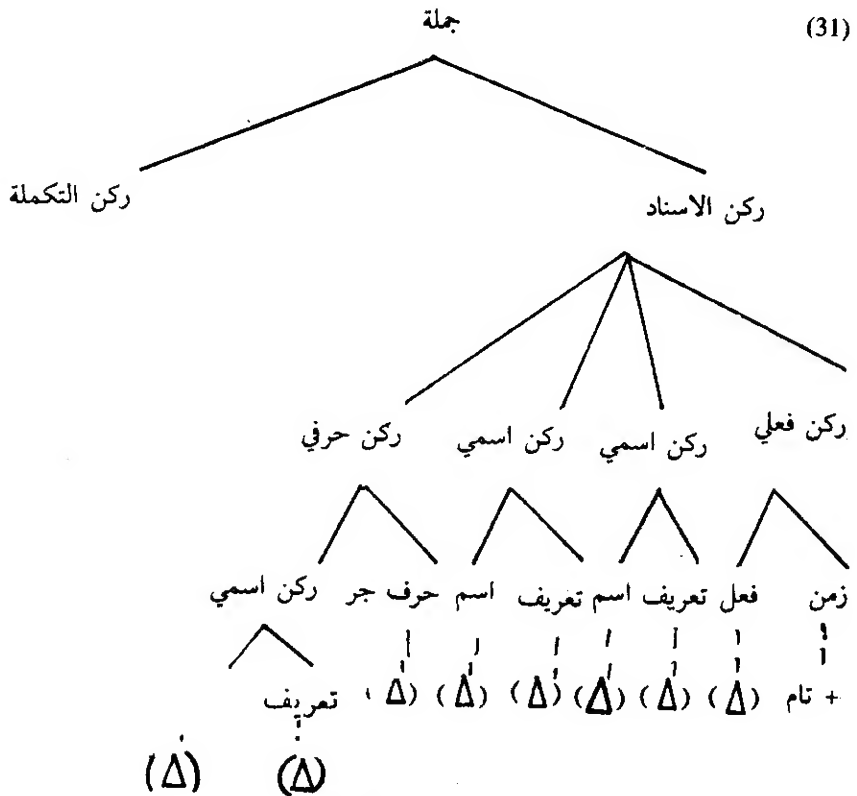 (31)
جملة
ركن الاسناد ركن التكملة
ركن فعلي ركن اسمي ركن اسمي ركن حرفي
زمن فعل تعريف اسم تعريف اسم حرف جر ركن اسمي
+ تام (Δ) (Δ) (Δ) (Δ) (Δ) (Δ) تعريف
(Δ) (Δ)